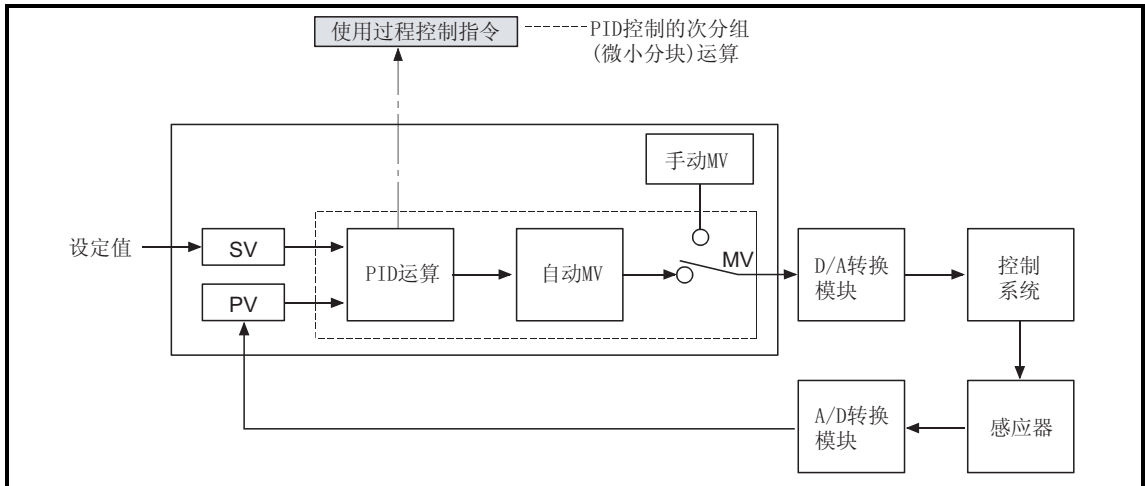 使用过程控制指令
PID控制的次分组
(微小分块)运算
手动MV
设定值
SV
PID运算
自动MV
MV
D/A转换
模块
控制
系统
PV
A/D转换
模块
感应器